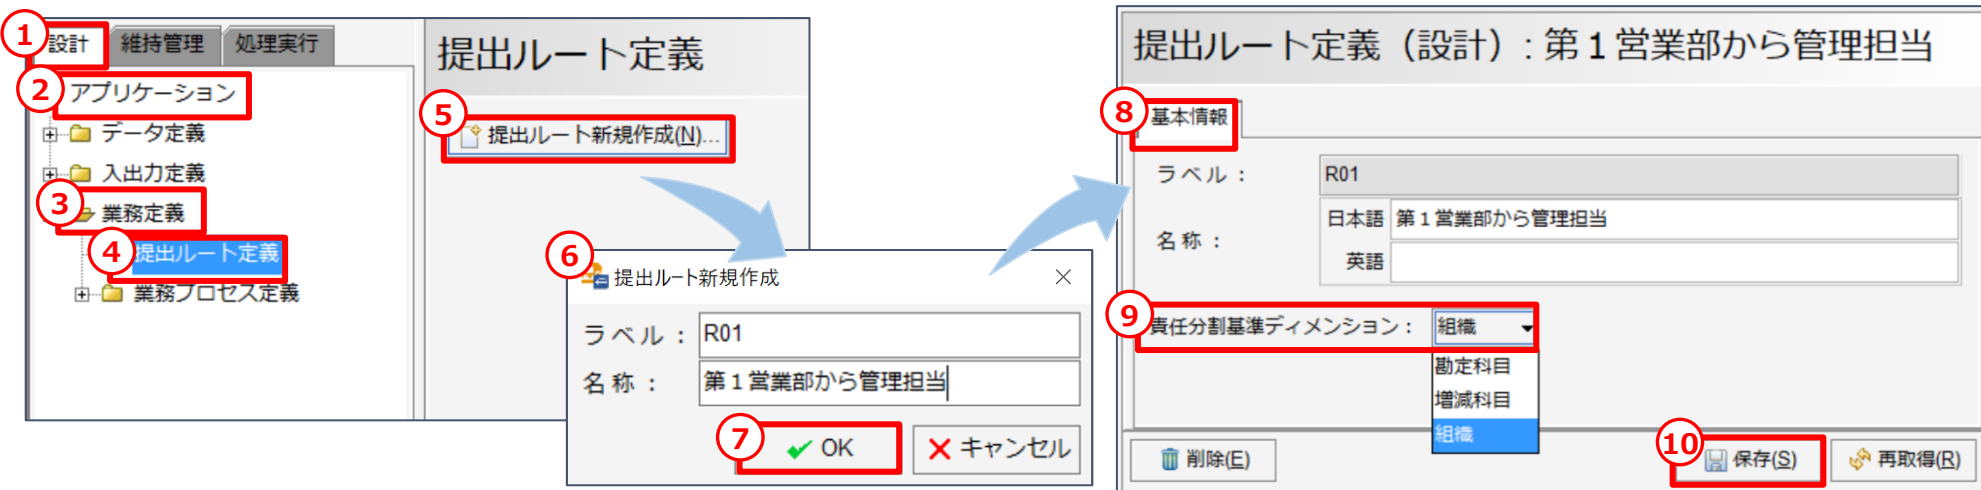 ① 設計 維持管理 処理実行
② アプリケーション
データ定義
入出力定義
③ 業務定義
④ 提出ルート定義
業務プロセス定義
提出ルート定義
⑤ 提出ルート新規作成(N)...
⑥ 提出ルート新規作成
ラベル： R01
名称： 第１営業部から管理担当
⑦ OK キャンセル
提出ルート定義（設計）: 第１営業部から管理担当
⑧ 基本情報
ラベル： R01
名称： 日本語 第１営業部から管理担当
英語
⑨ 責任分割基準ディメンション： 組織
勘定科目
増減科目
組織
削除(E) ⑩ 保存(S) 再取得(R)